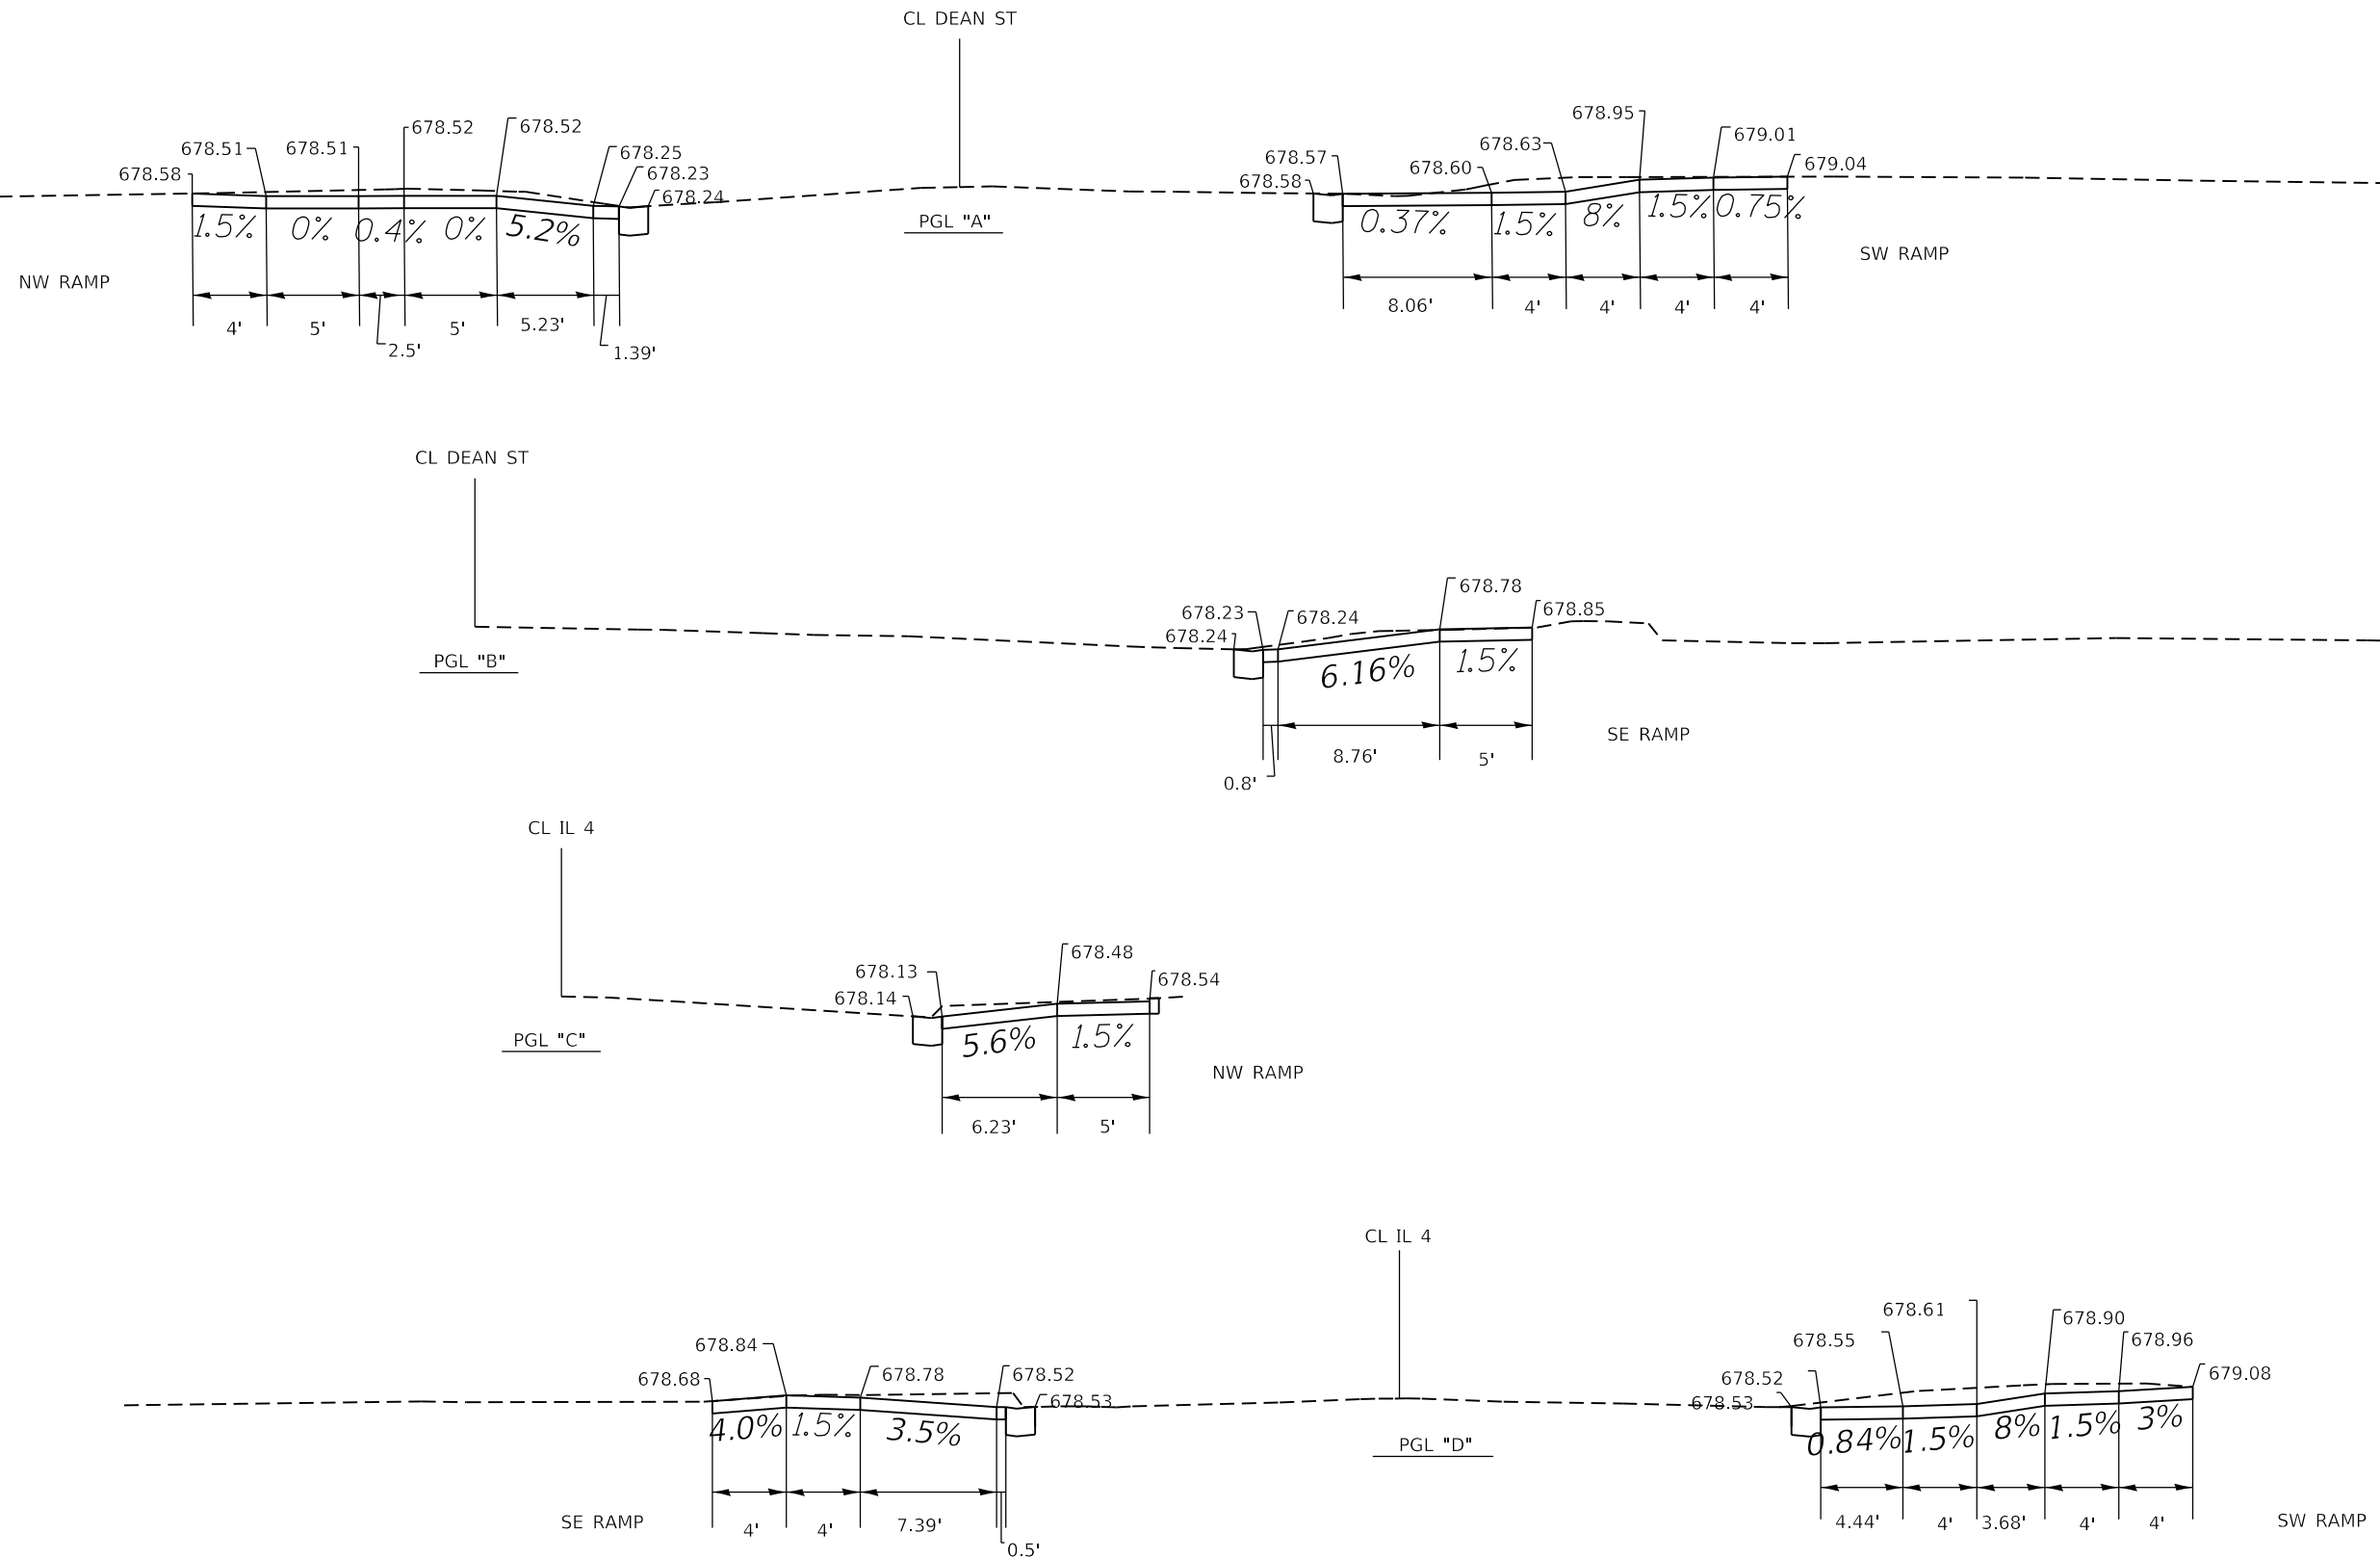 CL DEAN ST
678.58
678.51
678.51
678.52
678.52
678.25
678.23
678.24
1.5% 0% 0.4% 0% 5.2%
NW RAMP
4' 5' 2.5' 5' 5.23' 1.39'
PGL "A"
678.58
678.57
678.60
678.63
678.95
679.01
679.04
0.37% 1.5% 8% 1.5% 0.75%
SW RAMP
8.06' 4' 4' 4' 4'
CL DEAN ST
PGL "B"
678.24
678.23
678.24
678.78
678.85
6.16% 1.5%
SE RAMP
0.8' 8.76' 5'
CL IL 4
PGL "C"
678.14
678.13
678.48
678.54
5.6% 1.5%
NW RAMP
6.23' 5'
CL IL 4
678.68
678.84
678.78
678.52
678.53
4.0% 1.5% 3.5%
SE RAMP
4' 4' 7.39' 0.5'
PGL "D"
678.53
678.52
678.55
678.61
678.90
678.96
679.08
0.84% 1.5% 8% 1.5% 3%
4.44' 4' 3.68' 4' 4'
SW RAMP